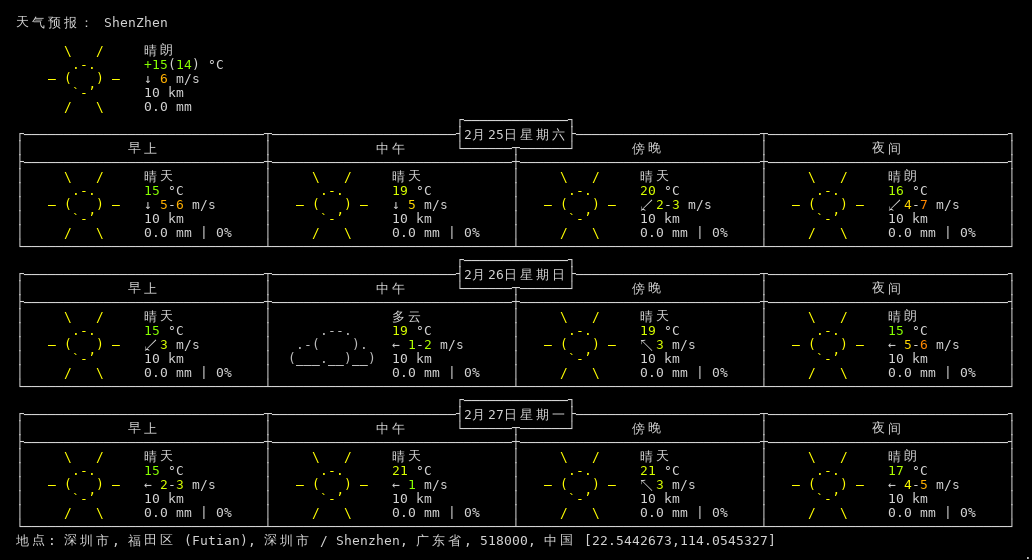 天气预报： ShenZhen
晴朗
+15(14) °C
↓ 6 m/s
10 km
0.0 mm
2月25日星期六
早上 中午 傍晚 夜间
晴天 晴天 晴天 晴朗
15 °C 19 °C 20 °C 16 °C
↓ 5-6 m/s ↓ 5 m/s ↙ 2-3 m/s ↙ 4-7 m/s
10 km 10 km 10 km 10 km
0.0 mm | 0% 0.0 mm | 0% 0.0 mm | 0% 0.0 mm | 0%
2月26日星期日
早上 中午 傍晚 夜间
晴天 多云 晴天 晴朗
15 °C 19 °C 19 °C 15 °C
↙ 3 m/s ← 1-2 m/s ↖ 3 m/s ← 5-6 m/s
10 km 10 km 10 km 10 km
0.0 mm | 0% 0.0 mm | 0% 0.0 mm | 0% 0.0 mm | 0%
2月27日星期一
早上 中午 傍晚 夜间
晴天 晴天 晴天 晴朗
15 °C 21 °C 21 °C 17 °C
← 2-3 m/s ← 1 m/s ↖ 3 m/s ← 4-5 m/s
10 km 10 km 10 km 10 km
0.0 mm | 0% 0.0 mm | 0% 0.0 mm | 0% 0.0 mm | 0%
地点: 深圳市, 福田区 (Futian), 深圳市 / Shenzhen, 广东省, 518000, 中国 [22.5442673,114.0545327]